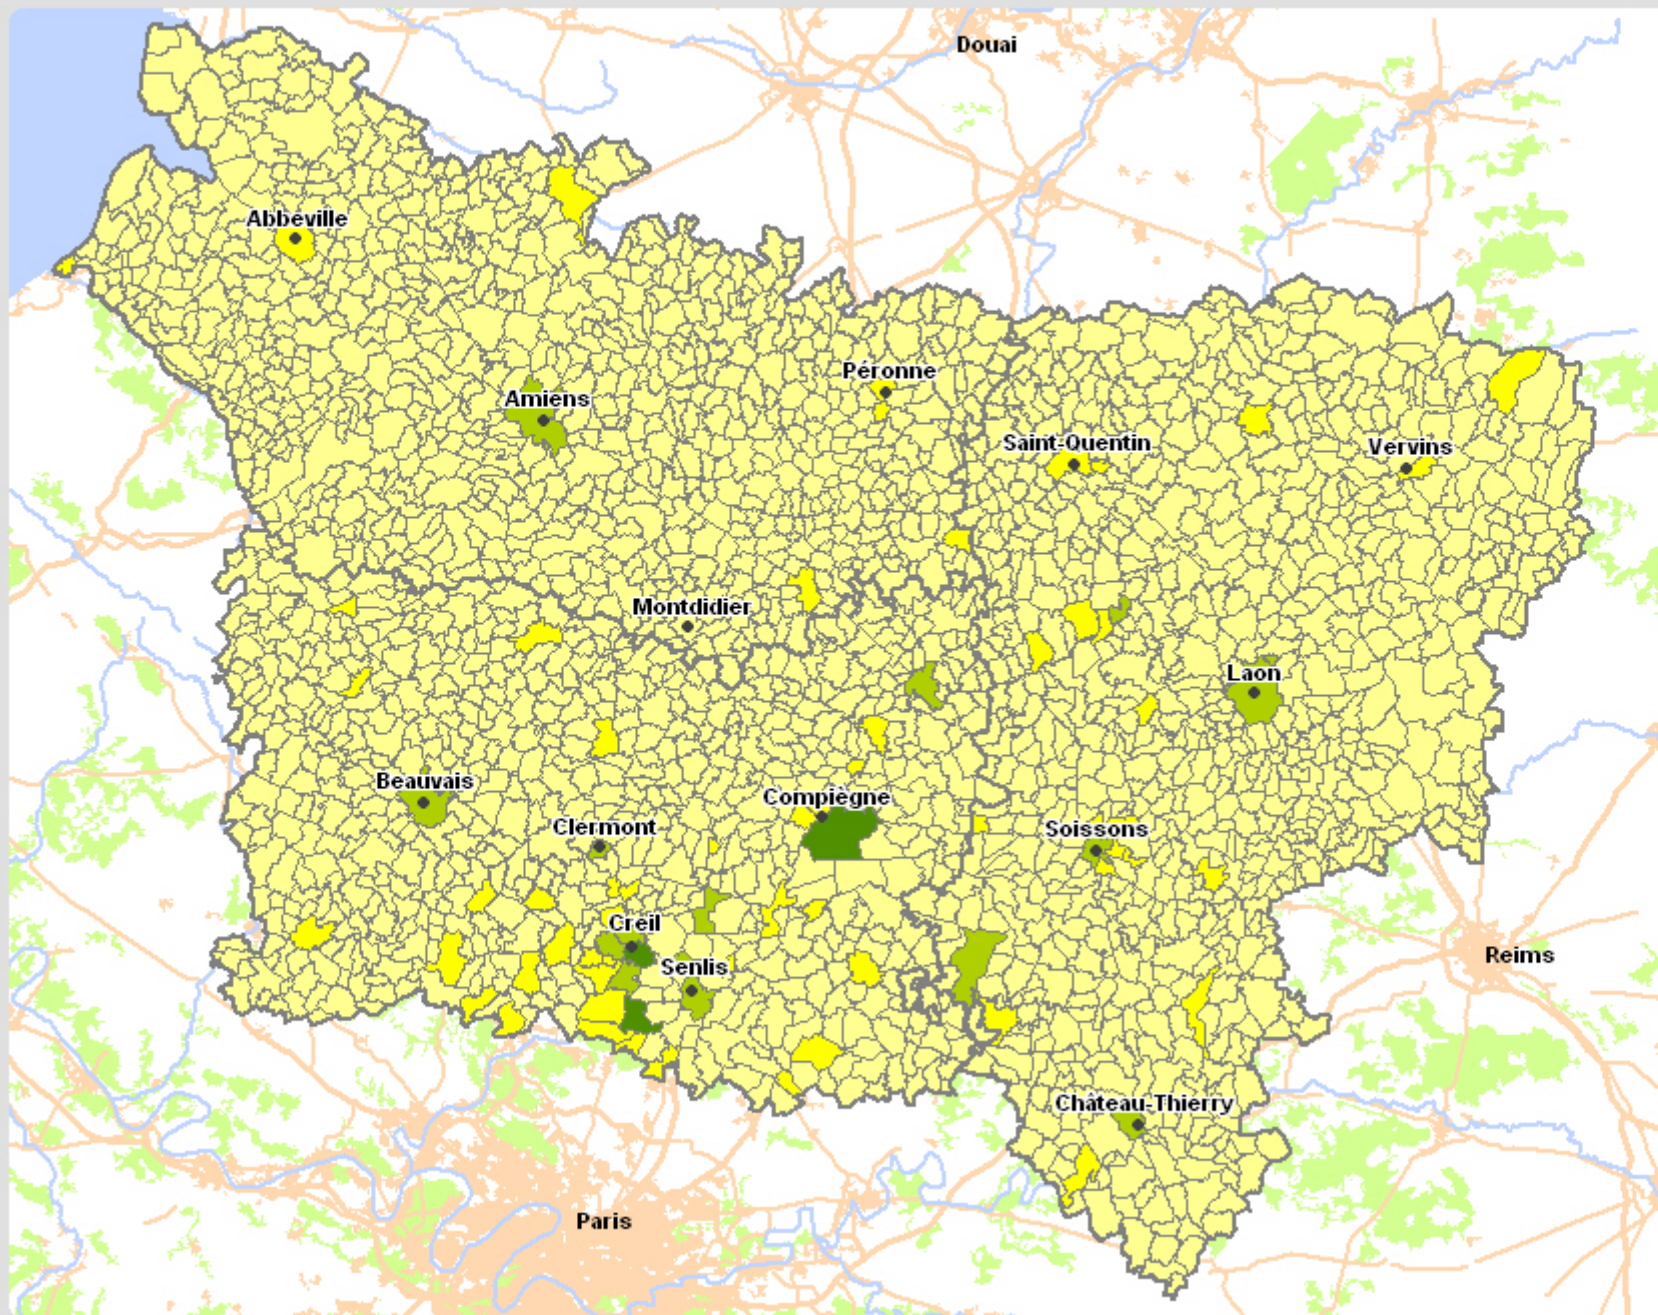 Douai
Abbeville
Péronne
Amiens
Saint-Quentin
Vervins
Montdidier
Laon
Beauvais
Compiègne
Clermont
Soissons
Creil
Senlis
Reims
Château-Thierry
Paris